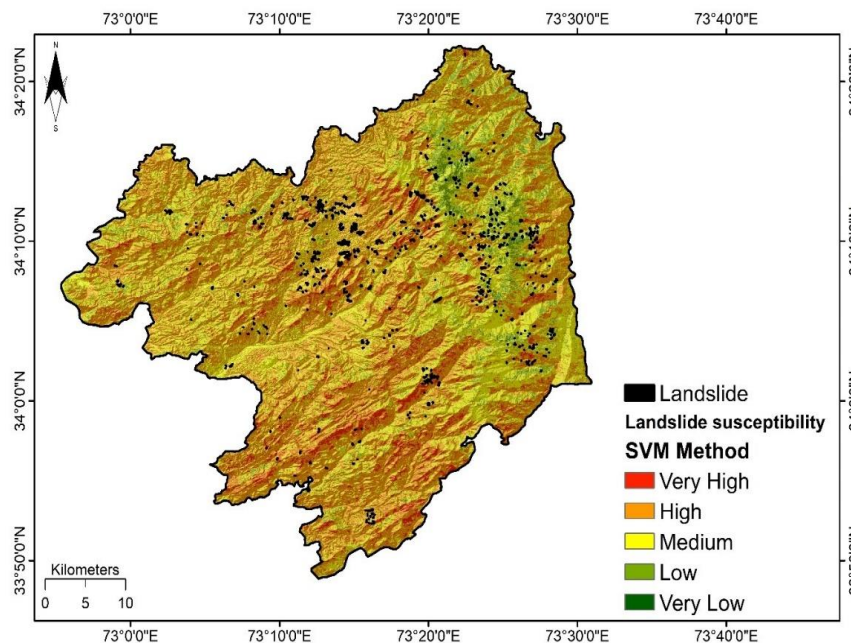 73°0'0"E 73°10'0"E 73°20'0"E 73°30'0"E 73°40'0"E
N
S
34°20'0"N
34°10'0"N
34°0'0"N
33°50'0"N
Landslide
Landslide susceptibility
SVM Method
Very High
High
Medium
Low
Very Low
Kilometers
0 5 10
73°0'0"E 73°10'0"E 73°20'0"E 73°30'0"E 73°40'0"E